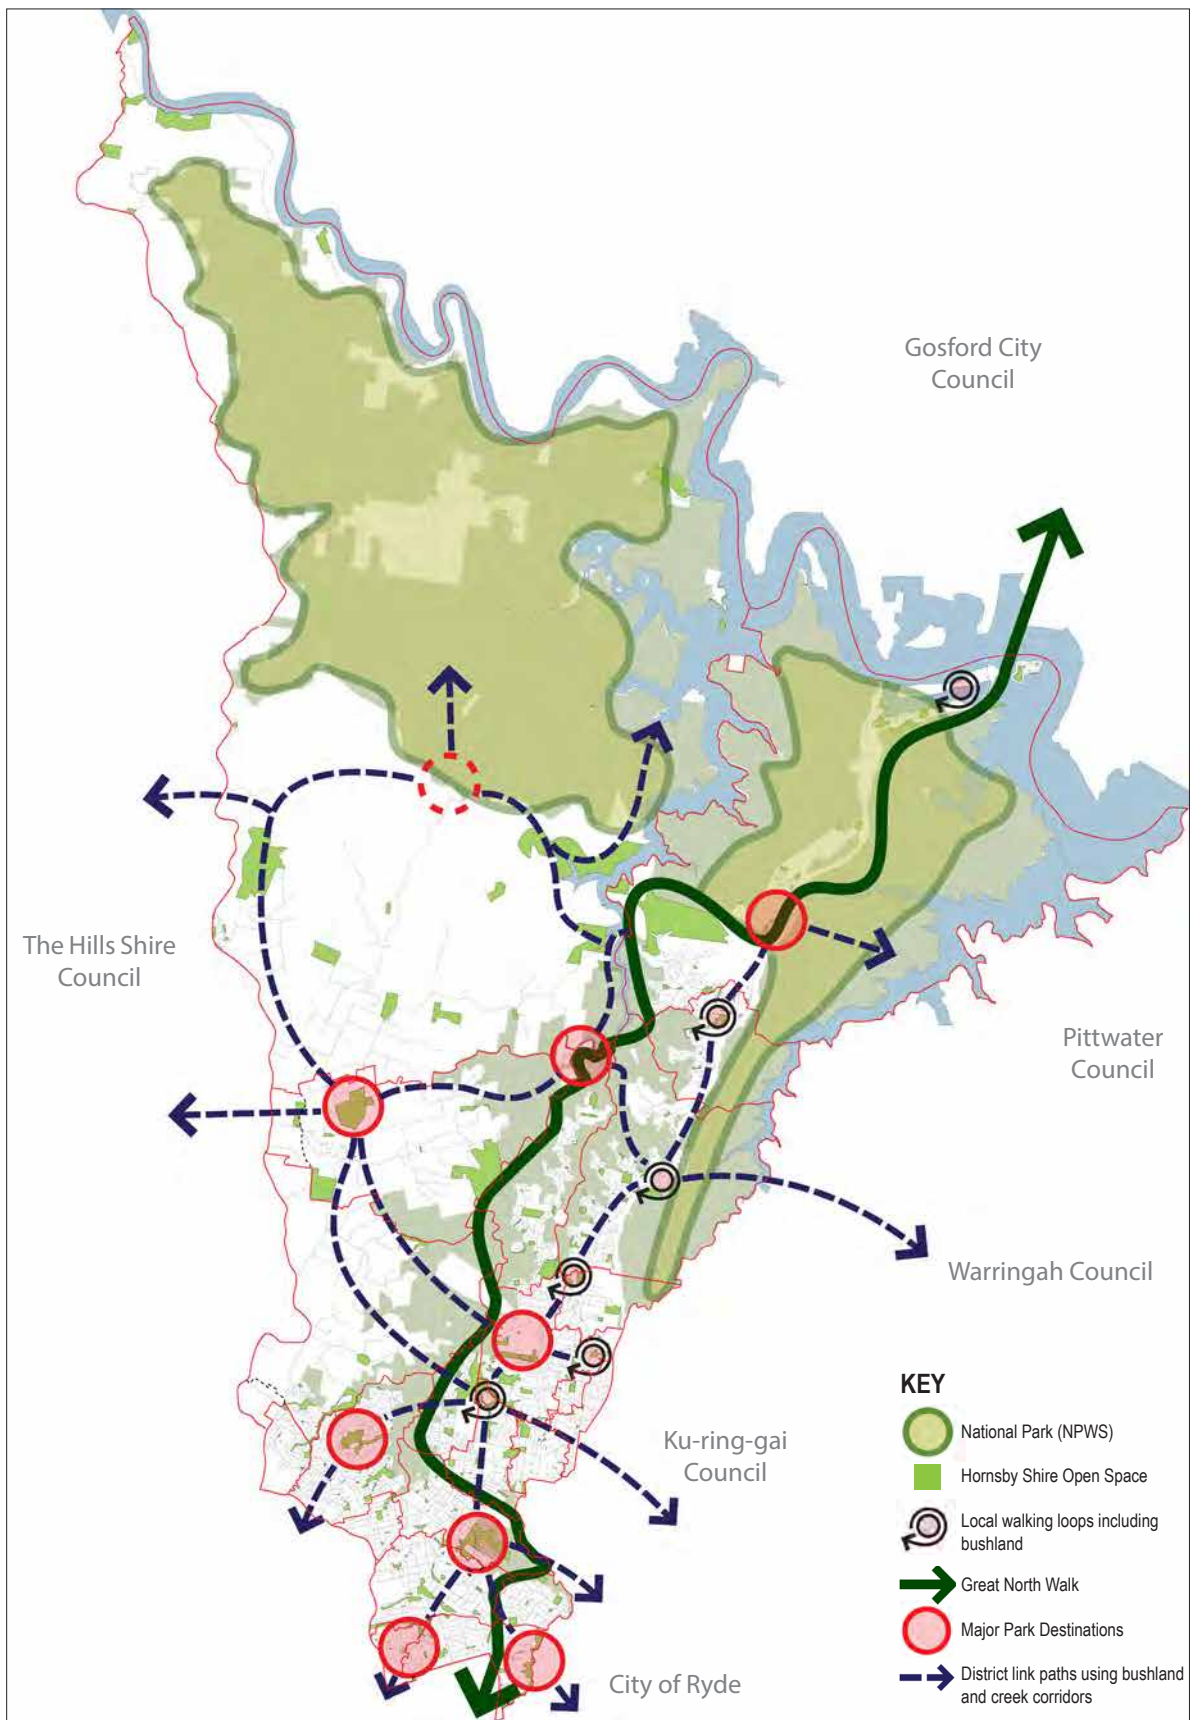 Gosford City
Council
The Hills Shire
Council
Pittwater
Council
Warringah Council
Ku-ring-gai
Council
City of Ryde
KEY
National Park (NPWS)
Hornsby Shire Open Space
Local walking loops including
bushland
Great North Walk
Major Park Destinations
District link paths using bushland
and creek corridors